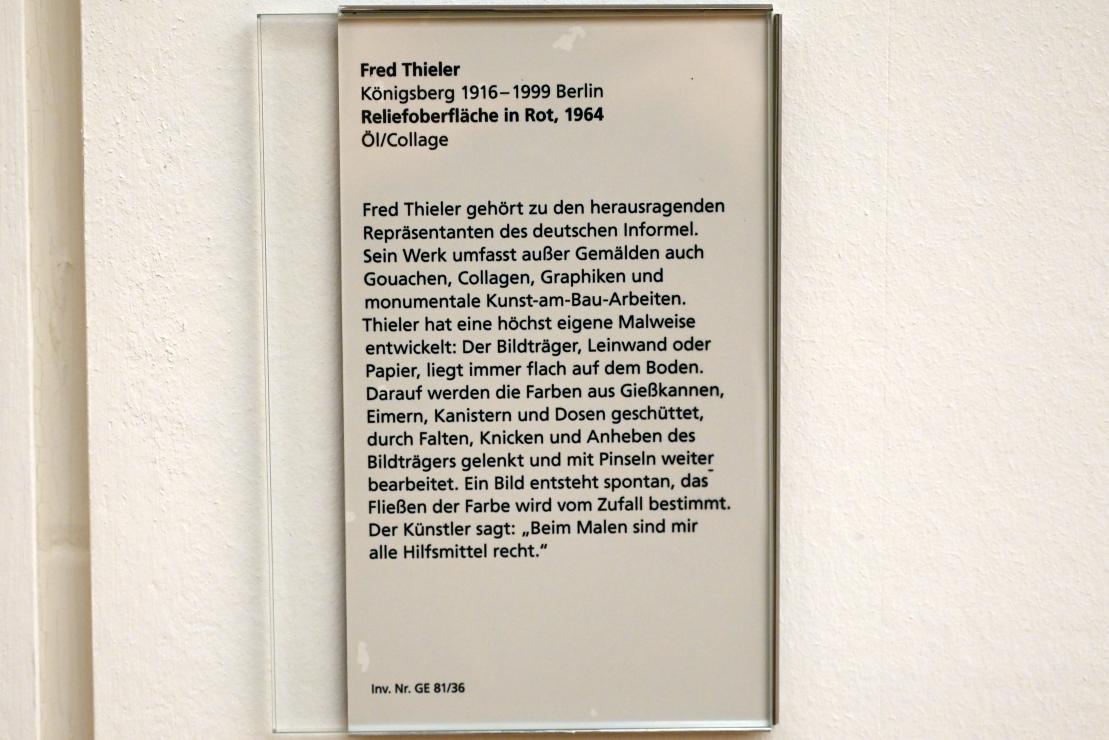 Fred Thieler
Königsberg 1916–1999 Berlin
Reliefoberfläche in Rot, 1964
Öl/Collage
Fred Thieler gehört zu den herausragenden
Repräsentanten des deutschen Informel.
Sein Werk umfasst außer Gemälden auch
Gouachen, Collagen, Graphiken und
monumentale Kunst-am-Bau-Arbeiten.
Thieler hat eine höchst eigene Malweise
entwickelt: Der Bildträger, Leinwand oder
Papier, liegt immer flach auf dem Boden.
Darauf werden die Farben aus Gießkannen,
Eimern, Kanistern und Dosen geschüttet,
durch Falten, Knicken und Anheben des
Bildträgers gelenkt und mit Pinseln weiter
bearbeitet. Ein Bild entsteht spontan, das
Fließen der Farbe wird vom Zufall bestimmt.
Der Künstler sagt: „Beim Malen sind mir
alle Hilfsmittel recht.“
Inv. Nr. GE 81/36